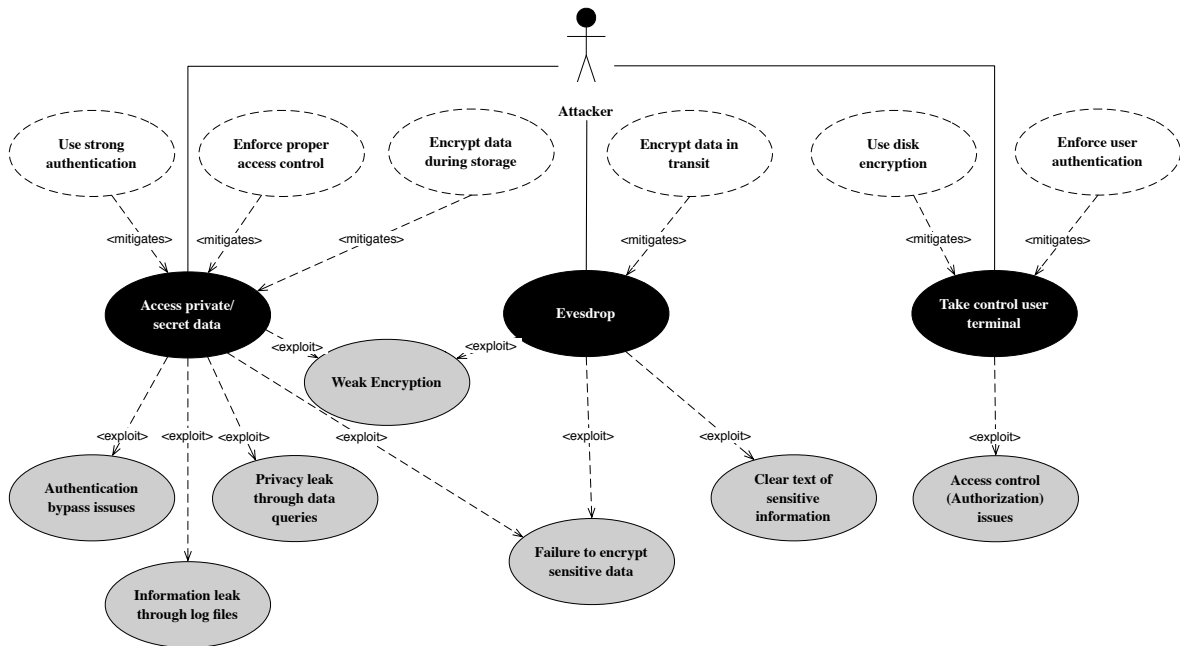 Attacker
Use strong
authentication
Enforce proper
access control
Encrypt data
during storage
Encrypt data in
transit
Use disk
encryption
Enforce user
authentication
<mitigates>
<mitigates>
<mitigates>
<mitigates>
<mitigates>
<mitigates>
Access private/
secret data
Evesdrop
Take control user
terminal
<exploit>
<exploit>
Weak Encryption
<exploit>
<exploit>
<exploit>
<exploit>
<exploit>
<exploit>
<exploit>
Authentication
bypass issuses
Privacy leak
through data
queries
Clear text of
sensitive
information
Access control
(Authorization)
issues
Information leak
through log files
Failure to encrypt
sensitive data